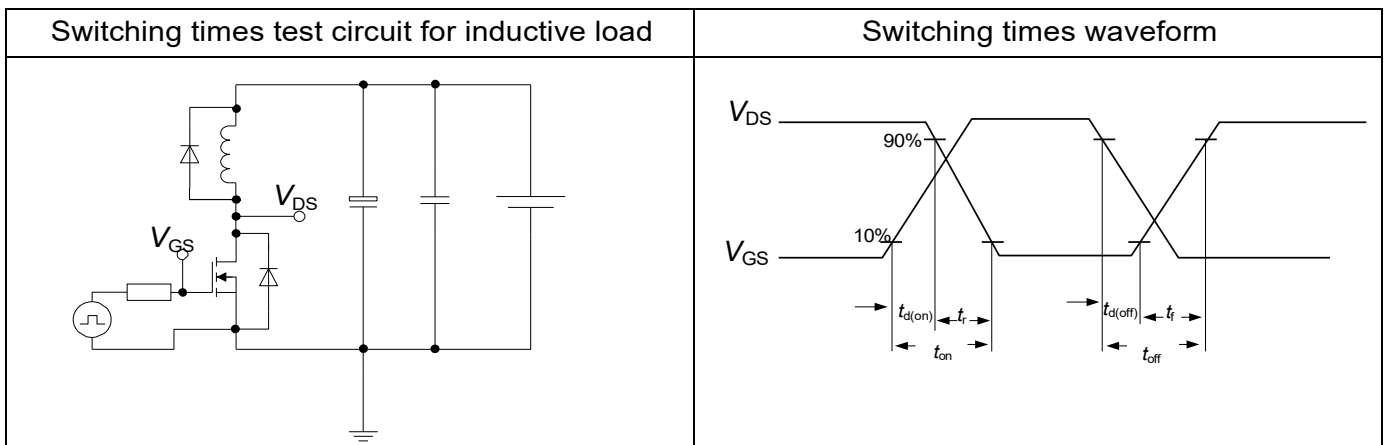 Switching times test circuit for inductive load
Switching times waveform
VDS
VGS
VDS
90%
10%
VGS
td(on)
tr
ton
td(off)
tf
toff